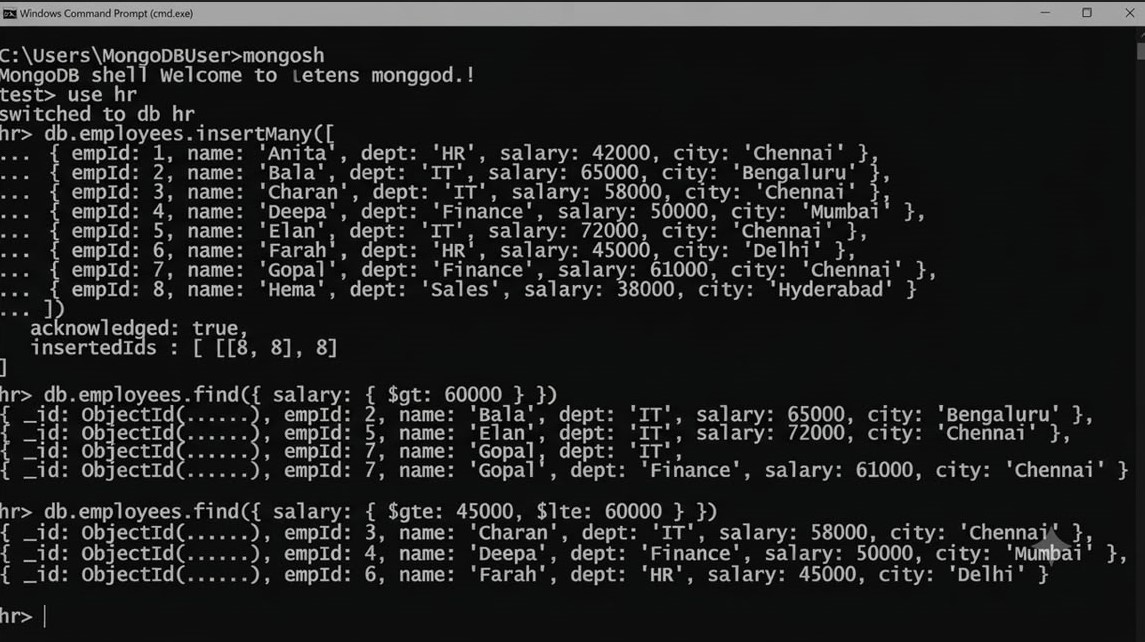 Windows Command Prompt (cmd.exe)
C:\Users\MongoDBUser>mongosh
MongoDB shell Welcome to Letens monggod.!
test> use hr
switched to db hr
hr> db.employees.insertMany([
... { empId: 1, name: 'Anita', dept: 'HR', salary: 42000, city: 'Chennai' },
... { empId: 2, name: 'Bala', dept: 'IT', salary: 65000, city: 'Bengaluru' },
... { empId: 3, name: 'Charan', dept: 'IT', salary: 58000, city: 'Chennai' },
... { empId: 4, name: 'Deepa', dept: 'Finance', salary: 50000, city: 'Mumbai' },
... { empId: 5, name: 'Elan', dept: 'IT', salary: 72000, city: 'Chennai' },
... { empId: 6, name: 'Farah', dept: 'HR', salary: 45000, city: 'Delhi' },
... { empId: 7, name: 'Gopal', dept: 'Finance', salary: 61000, city: 'Chennai' },
... { empId: 8, name: 'Hema', dept: 'Sales', salary: 38000, city: 'Hyderabad' }
... ])
acknowledged: true,
insertedIds : [ [[8, 8], 8]
]
hr> db.employees.find({ salary: { $gt: 60000 } })
{ _id: ObjectId(......), empId: 2, name: 'Bala', dept: 'IT', salary: 65000, city: 'Bengaluru' },
{ _id: ObjectId(......), empId: 5, name: 'Elan', dept: 'IT', salary: 72000, city: 'Chennai' },
{ _id: ObjectId(......), empId: 7, name: 'Gopal, dept: 'IT',
{ _id: ObjectId(......), empId: 7, name: 'Gopal', dept: 'Finance', salary: 61000, city: 'Chennai' }
hr> db.employees.find({ salary: { $gte: 45000, $lte: 60000 } })
{ _id: ObjectId(......), empId: 3, name: 'Charan', dept: 'IT', salary: 58000, city: 'Chennai' },
{ _id: ObjectId(......), empId: 4, name: 'Deepa', dept: 'Finance', salary: 50000, city: 'Mumbai' },
{ _id: ObjectId(......), empId: 6, name: 'Farah', dept: 'HR', salary: 45000, city: 'Delhi' }
hr>